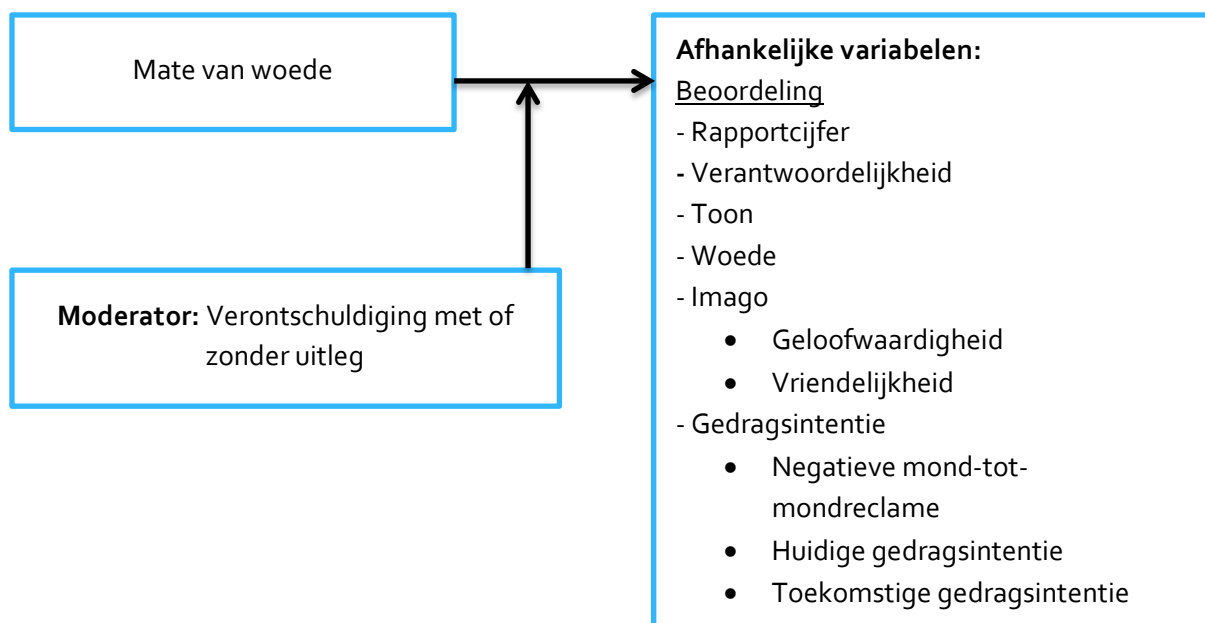 Mate van woede
Moderator: Verontschuldiging met of
zonder uitleg
Afhankelijke variabelen:
Beoordeling
- Rapportcijfer
- Verantwoordelijkheid
- Toon
- Woede
- Imago
• Geloofwaardigheid
• Vriendelijkheid
- Gedragsintentie
• Negatieve mond-tot-
mondreclame
• Huidige gedragsintentie
• Toekomstige gedragsintentie